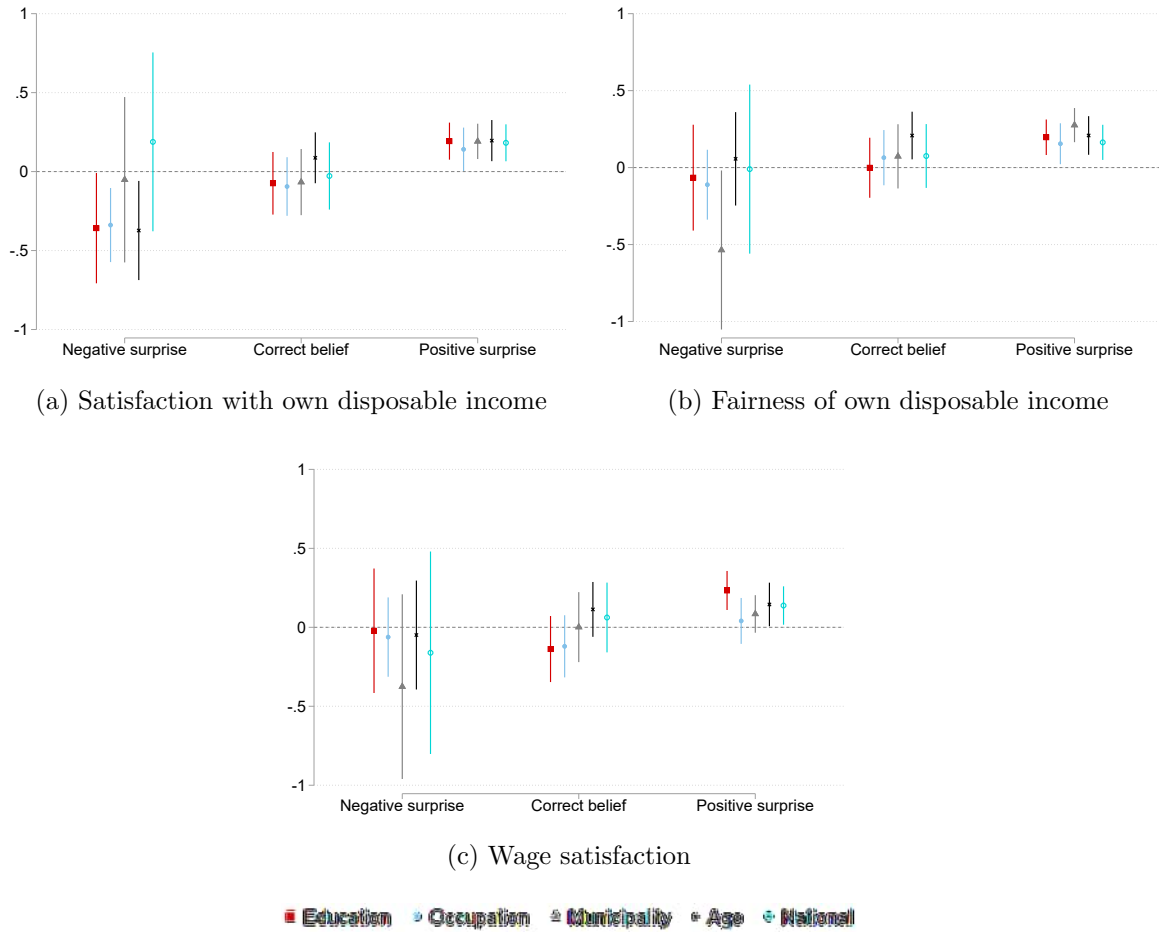 1
.5
0
-.5
-1
Negative surprise Correct belief Positive surprise
(a) Satisfaction with own disposable income
1
.5
0
-.5
-1
Negative surprise Correct belief Positive surprise
(b) Fairness of own disposable income
1
.5
0
-.5
-1
Negative surprise Correct belief Positive surprise
(c) Wage satisfaction
Education Occupation Municipality Age National